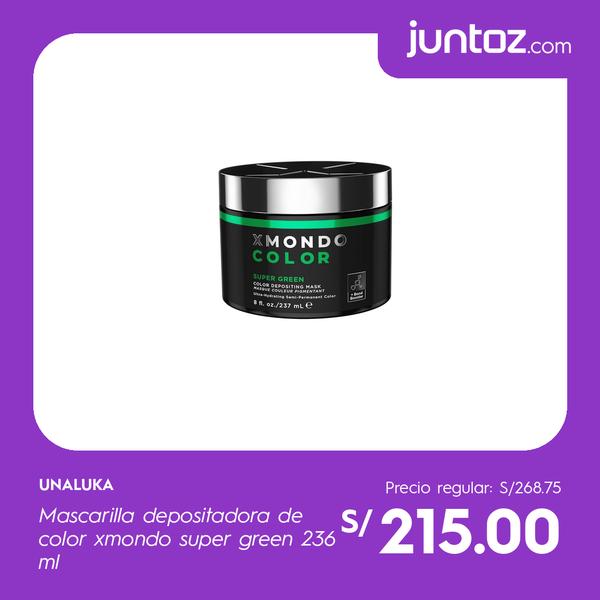 juntoz.com
XMONDO
COLOR
SUPER GREEN
COLOR DEPOSITING MASK
MASQUE COULEUR PIGMENTANT
Ultra-Hydrating Semi-Permanent Color
8 fl. oz./237 mL ℮
+ Bond
Booster
UNALUKA
Precio regular: S/268.75
Mascarilla depositadora de
color xmondo super green 236
ml
S/ 215.00